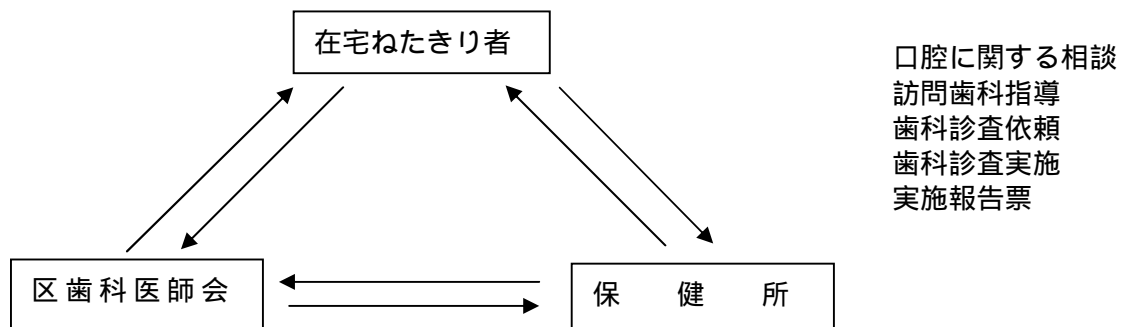 在宅ねたきり者
口腔に関する相談
訪問歯科指導
歯科診査依頼
歯科診査実施
実施報告票
区歯科医師会
保　健　所